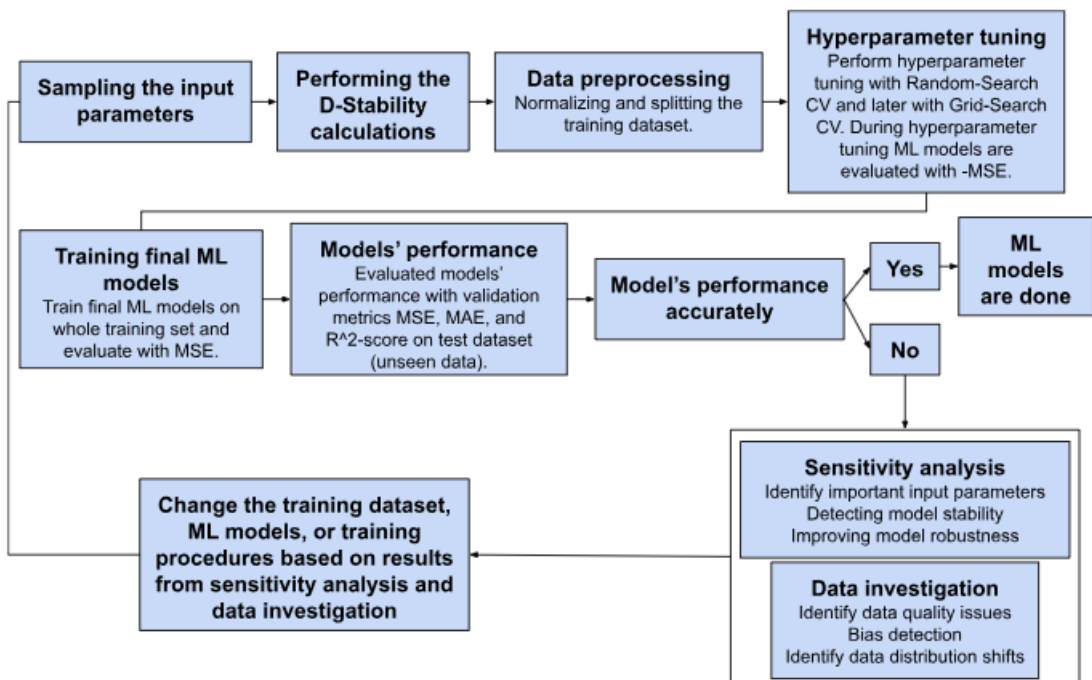 Sampling the input
parameters
Performing the
D-Stability
calculations
Data preprocessing
Normalizing and splitting the
training dataset.
Hyperparameter tuning
Perform hyperparameter
tuning with Random-Search
CV and later with Grid-Search
CV. During hyperparameter
tuning ML models are
evaluated with -MSE.
Training final ML
models
Train final ML models on
whole training set and
evaluate with MSE.
Models' performance
Evaluated models'
performance with validation
metrics MSE, MAE, and
R^2-score on test dataset
(unseen data).
Model's performance
accurately
Yes
No
ML
models
are done
Sensitivity analysis
Identify important input parameters
Detecting model stability
Improving model robustness
Data investigation
Identify data quality issues
Bias detection
Identify data distribution shifts
Change the training dataset,
ML models, or training
procedures based on results
from sensitivity analysis and
data investigation